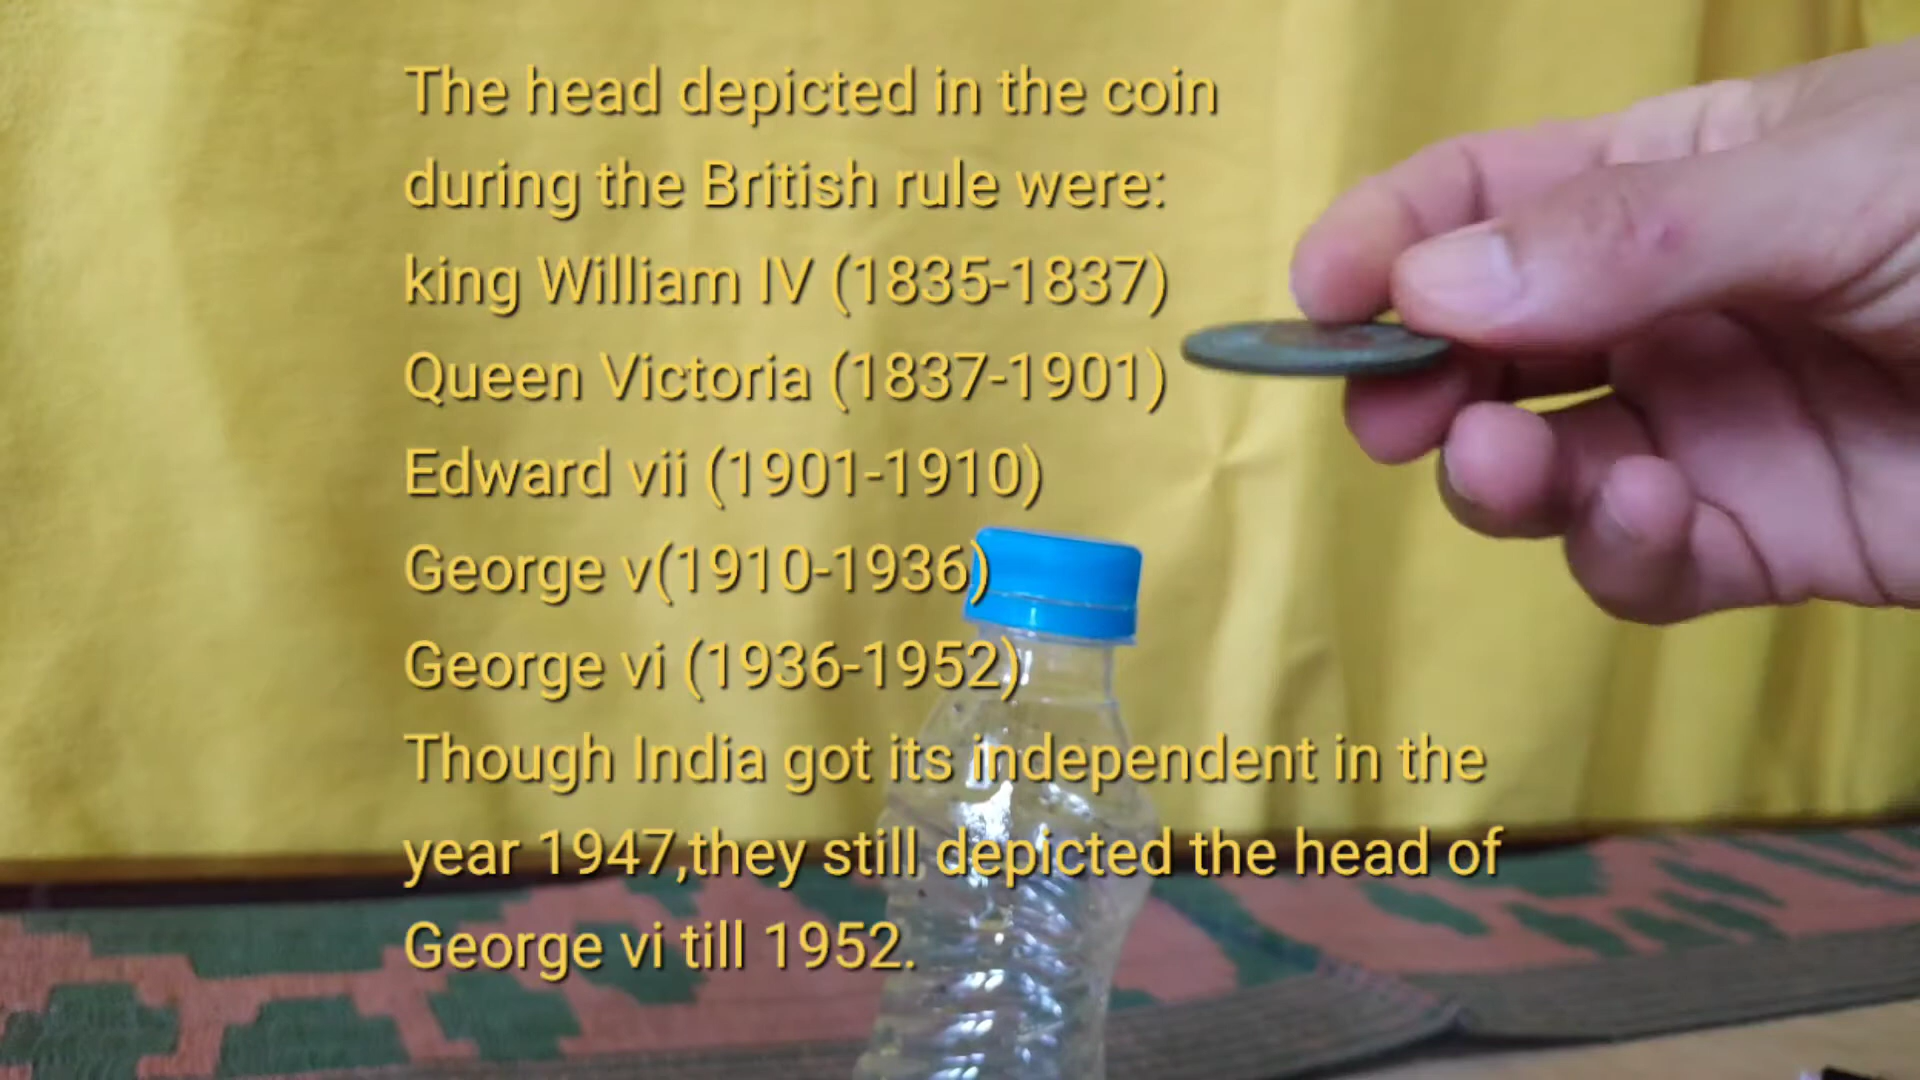 The head depicted in the coin
during the British rule were:
king William IV (1835-1837)
Queen Victoria (1837-1901)
Edward vii (1901-1910)
George v(1910-1936)
George vi (1936-1952)
Though India got its independent in the
year 1947,they still depicted the head of
George vi till 1952.